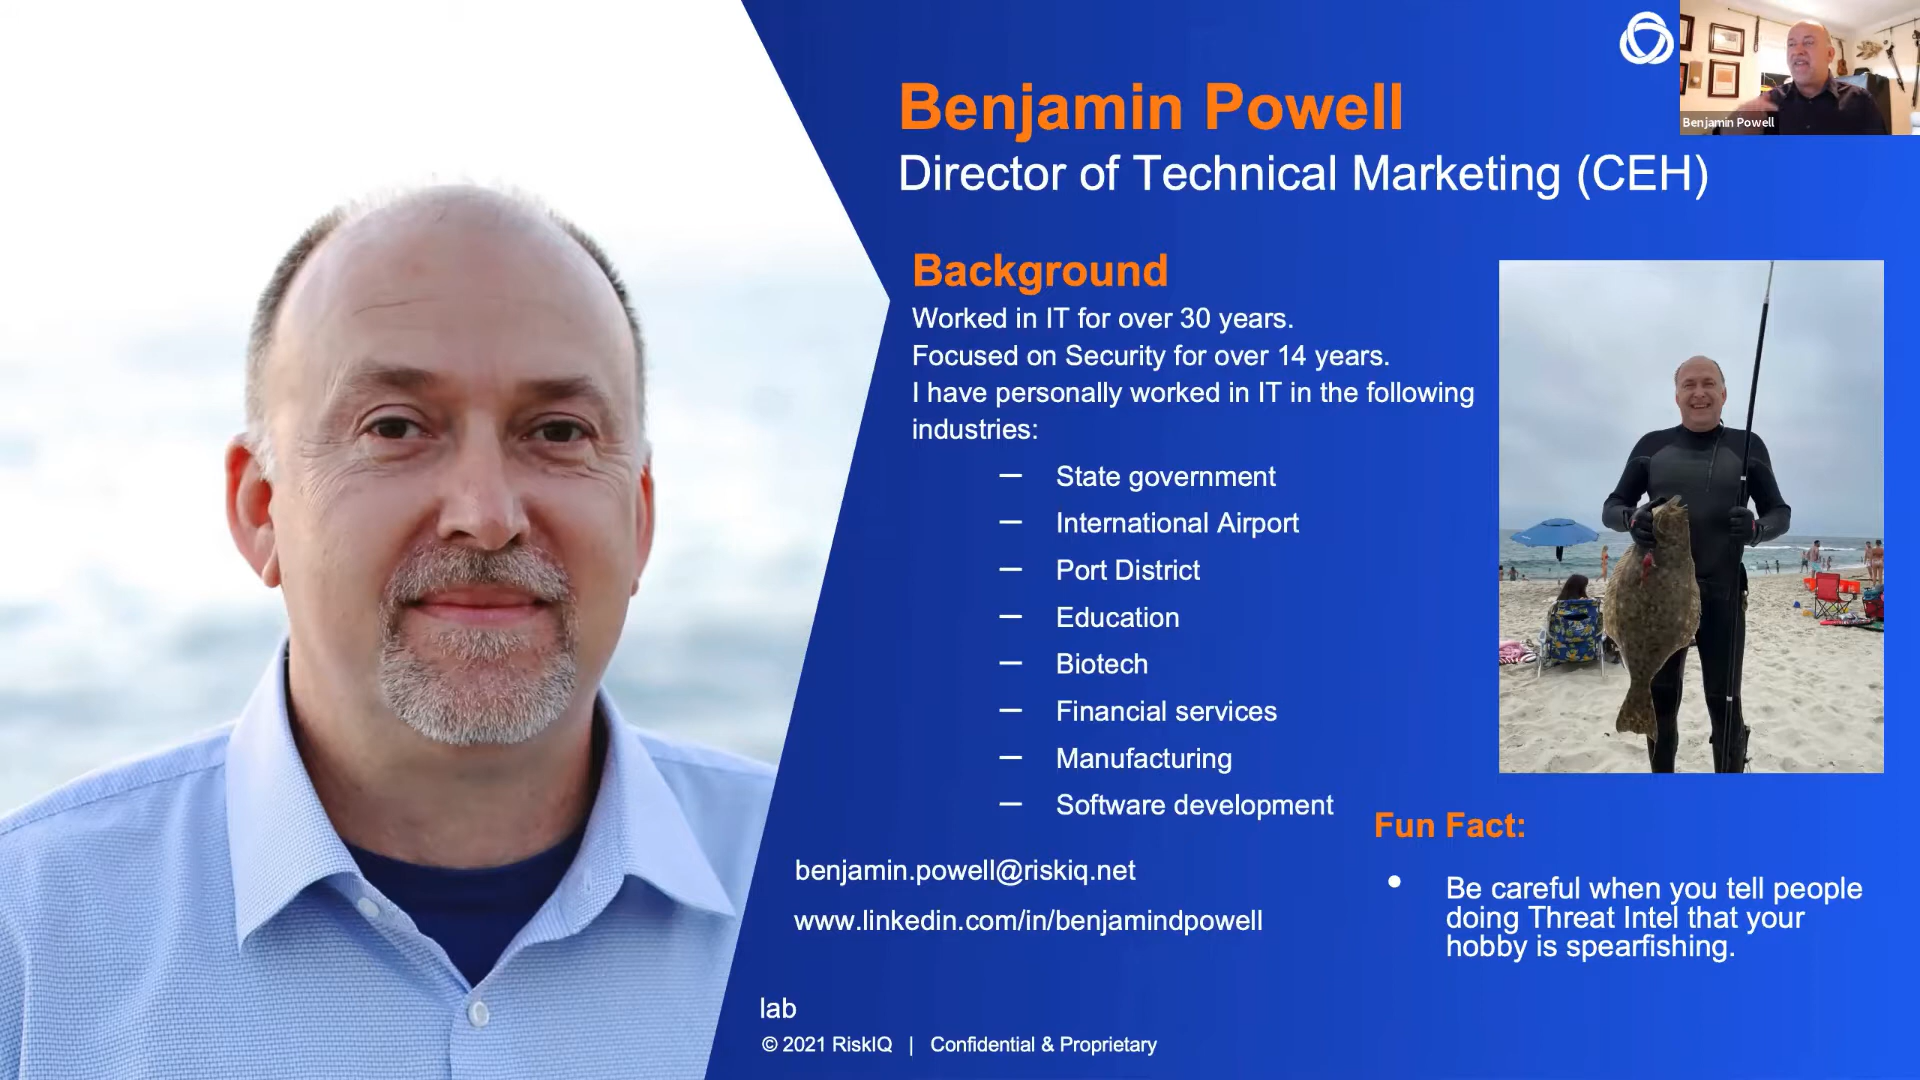 Benjamin Powell
Director of Technical Marketing (CEH)
Benjamin Powell
Background
Worked in IT for over 30 years.
Focused on Security for over 14 years.
I have personally worked in IT in the following
industries:
— State government
— International Airport
— Port District
— Education
— Biotech
— Financial services
— Manufacturing
— Software development
benjamin.powell@riskiq.net
www.linkedin.com/in/benjamindpowell
Fun Fact:
• Be careful when you tell people
doing Threat Intel that your
hobby is spearfishing.
lab
© 2021 RiskIQ | Confidential & Proprietary